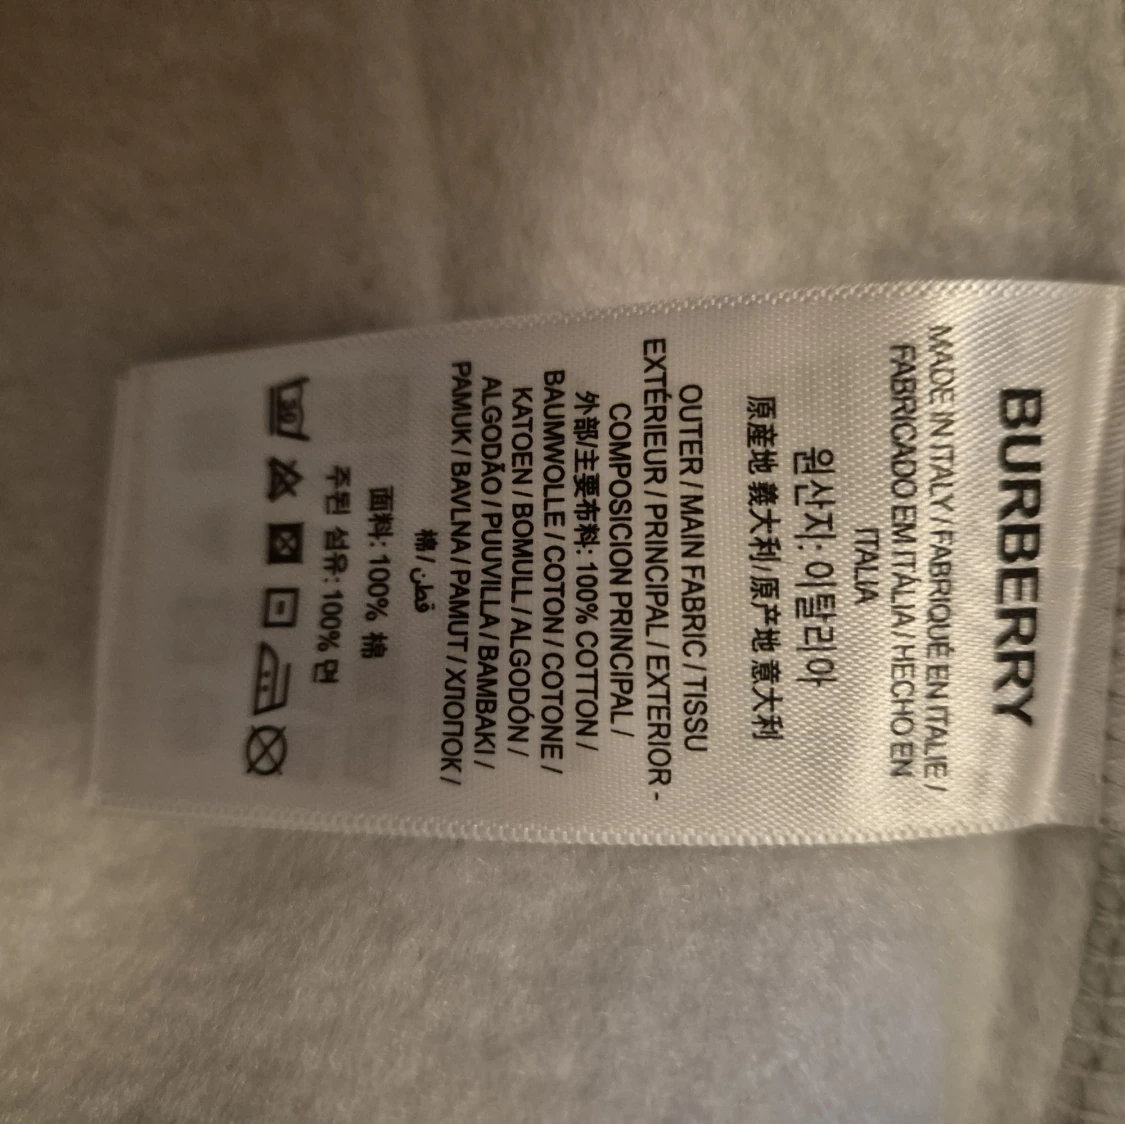 BURBERRY
MADE IN ITALY / FABRIQUÉ EN ITALIE /
FABRICADO EM ITÁLIA / HECHO EN
ITALIA
원산지: 이탈리아
原産地 義大利 / 原产地 意大利
OUTER / MAIN FABRIC / TISSU
EXTÉRIEUR / PRINCIPAL / EXTERIOR -
COMPOSICION PRINCIPAL /
外部/主要布料: 100% COTTON /
BAUMWOLLE / COTON / COTONE /
KATOEN / BOMULL / ALGODÓN /
ALGODÃO / PUUVILLA / BAMBAKI /
PAMUK / BAVLNA / PAMUT / ХЛОПОК /
棉 / قطن
面料: 100% 棉
주된 섬유: 100% 면
30